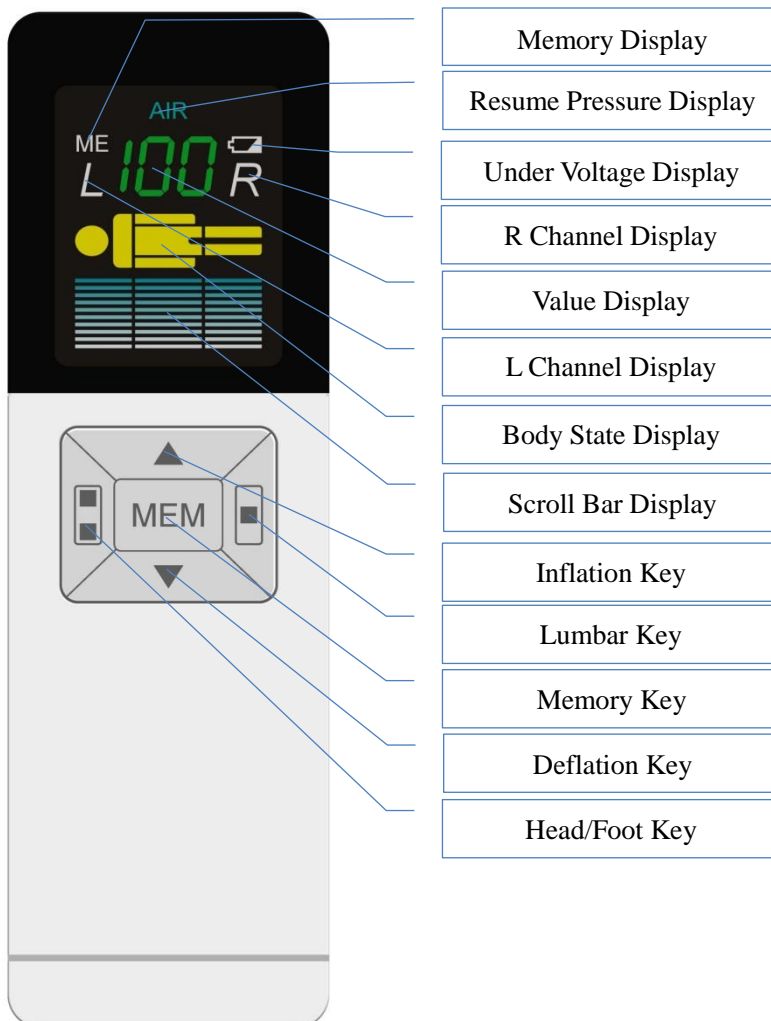 Memory Display
Resume Pressure Display
Under Voltage Display
R Channel Display
Value Display
L Channel Display
Body State Display
Scroll Bar Display
Inflation Key
Lumbar Key
Memory Key
Deflation Key
Head/Foot Key
AIR
ME
L 100 R
MEM